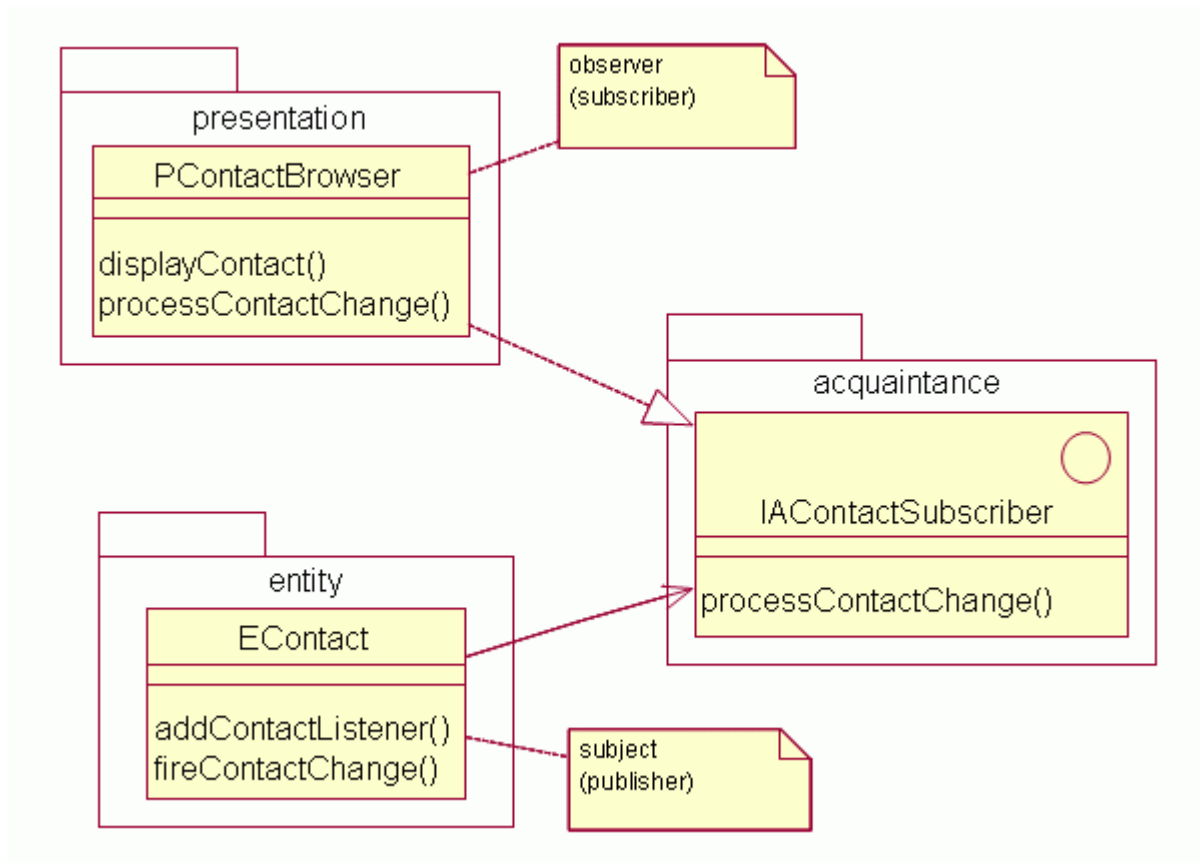 observer
(subscriber)
presentation
PContactBrowser
displayContact()
processContactChange()
acquaintance
IAContactSubscriber
processContactChange()
entity
EContact
addContactListener()
fireContactChange()
subject
(publisher)